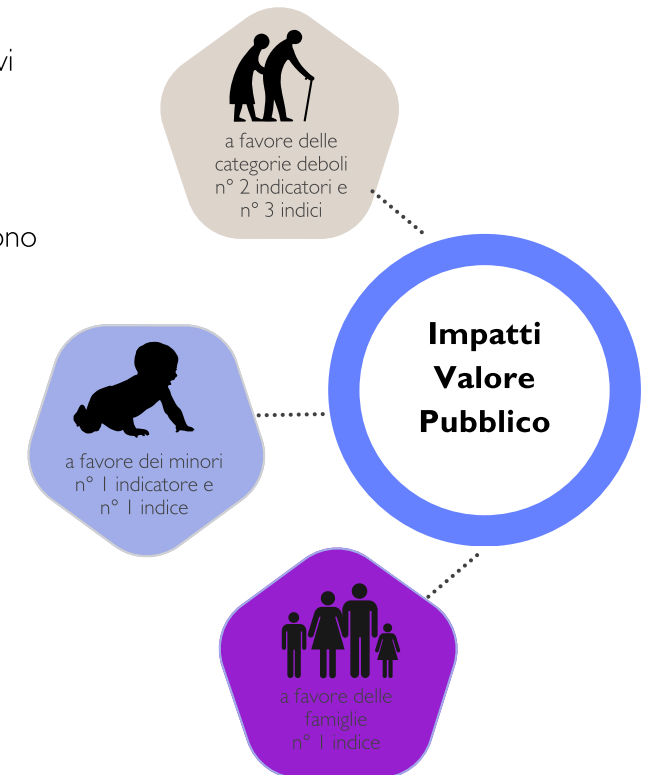 vi
a favore delle
categorie deboli
n° 2 indicatori e
n° 3 indici
ono
Impatti
Valore
Pubblico
a favore dei minori
n° 1 indicatore e
n° 1 indice
a favore delle
famiglie
n° 1 indice